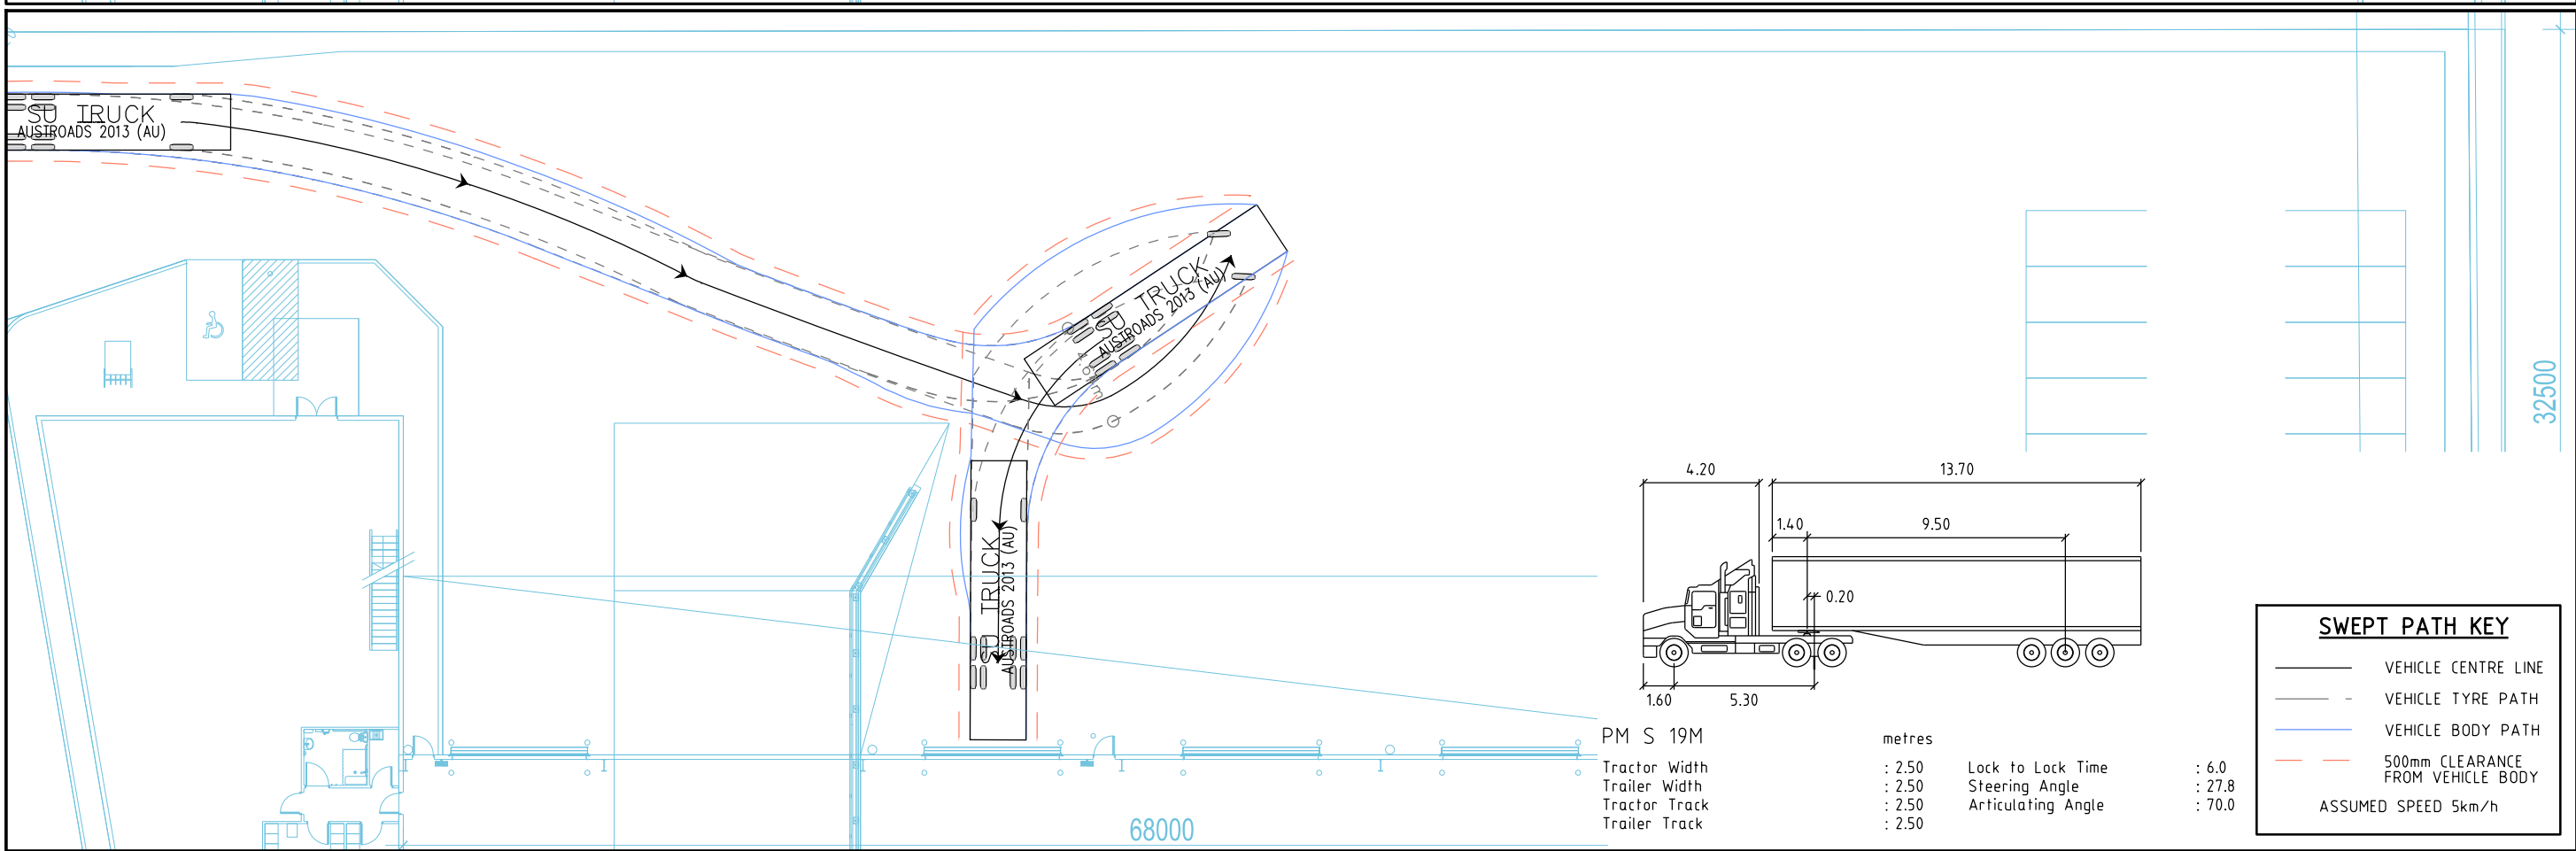 SU TRUCK
AUSTROADS 2013 (AU)
SU TRUCK
AUSTROADS 2013 (AU)
SU TRUCK
AUSTROADS 2013 (AU)
32500
68000
4.20
13.70
1.40
9.50
0.20
1.60
5.30
PM S 19M
metres
Tractor Width : 2.50 Lock to Lock Time : 6.0
Trailer Width : 2.50 Steering Angle : 27.8
Tractor Track : 2.50 Articulating Angle : 70.0
Trailer Track : 2.50
SWEPT PATH KEY
VEHICLE CENTRE LINE
VEHICLE TYRE PATH
VEHICLE BODY PATH
500mm CLEARANCE
FROM VEHICLE BODY
ASSUMED SPEED 5km/h